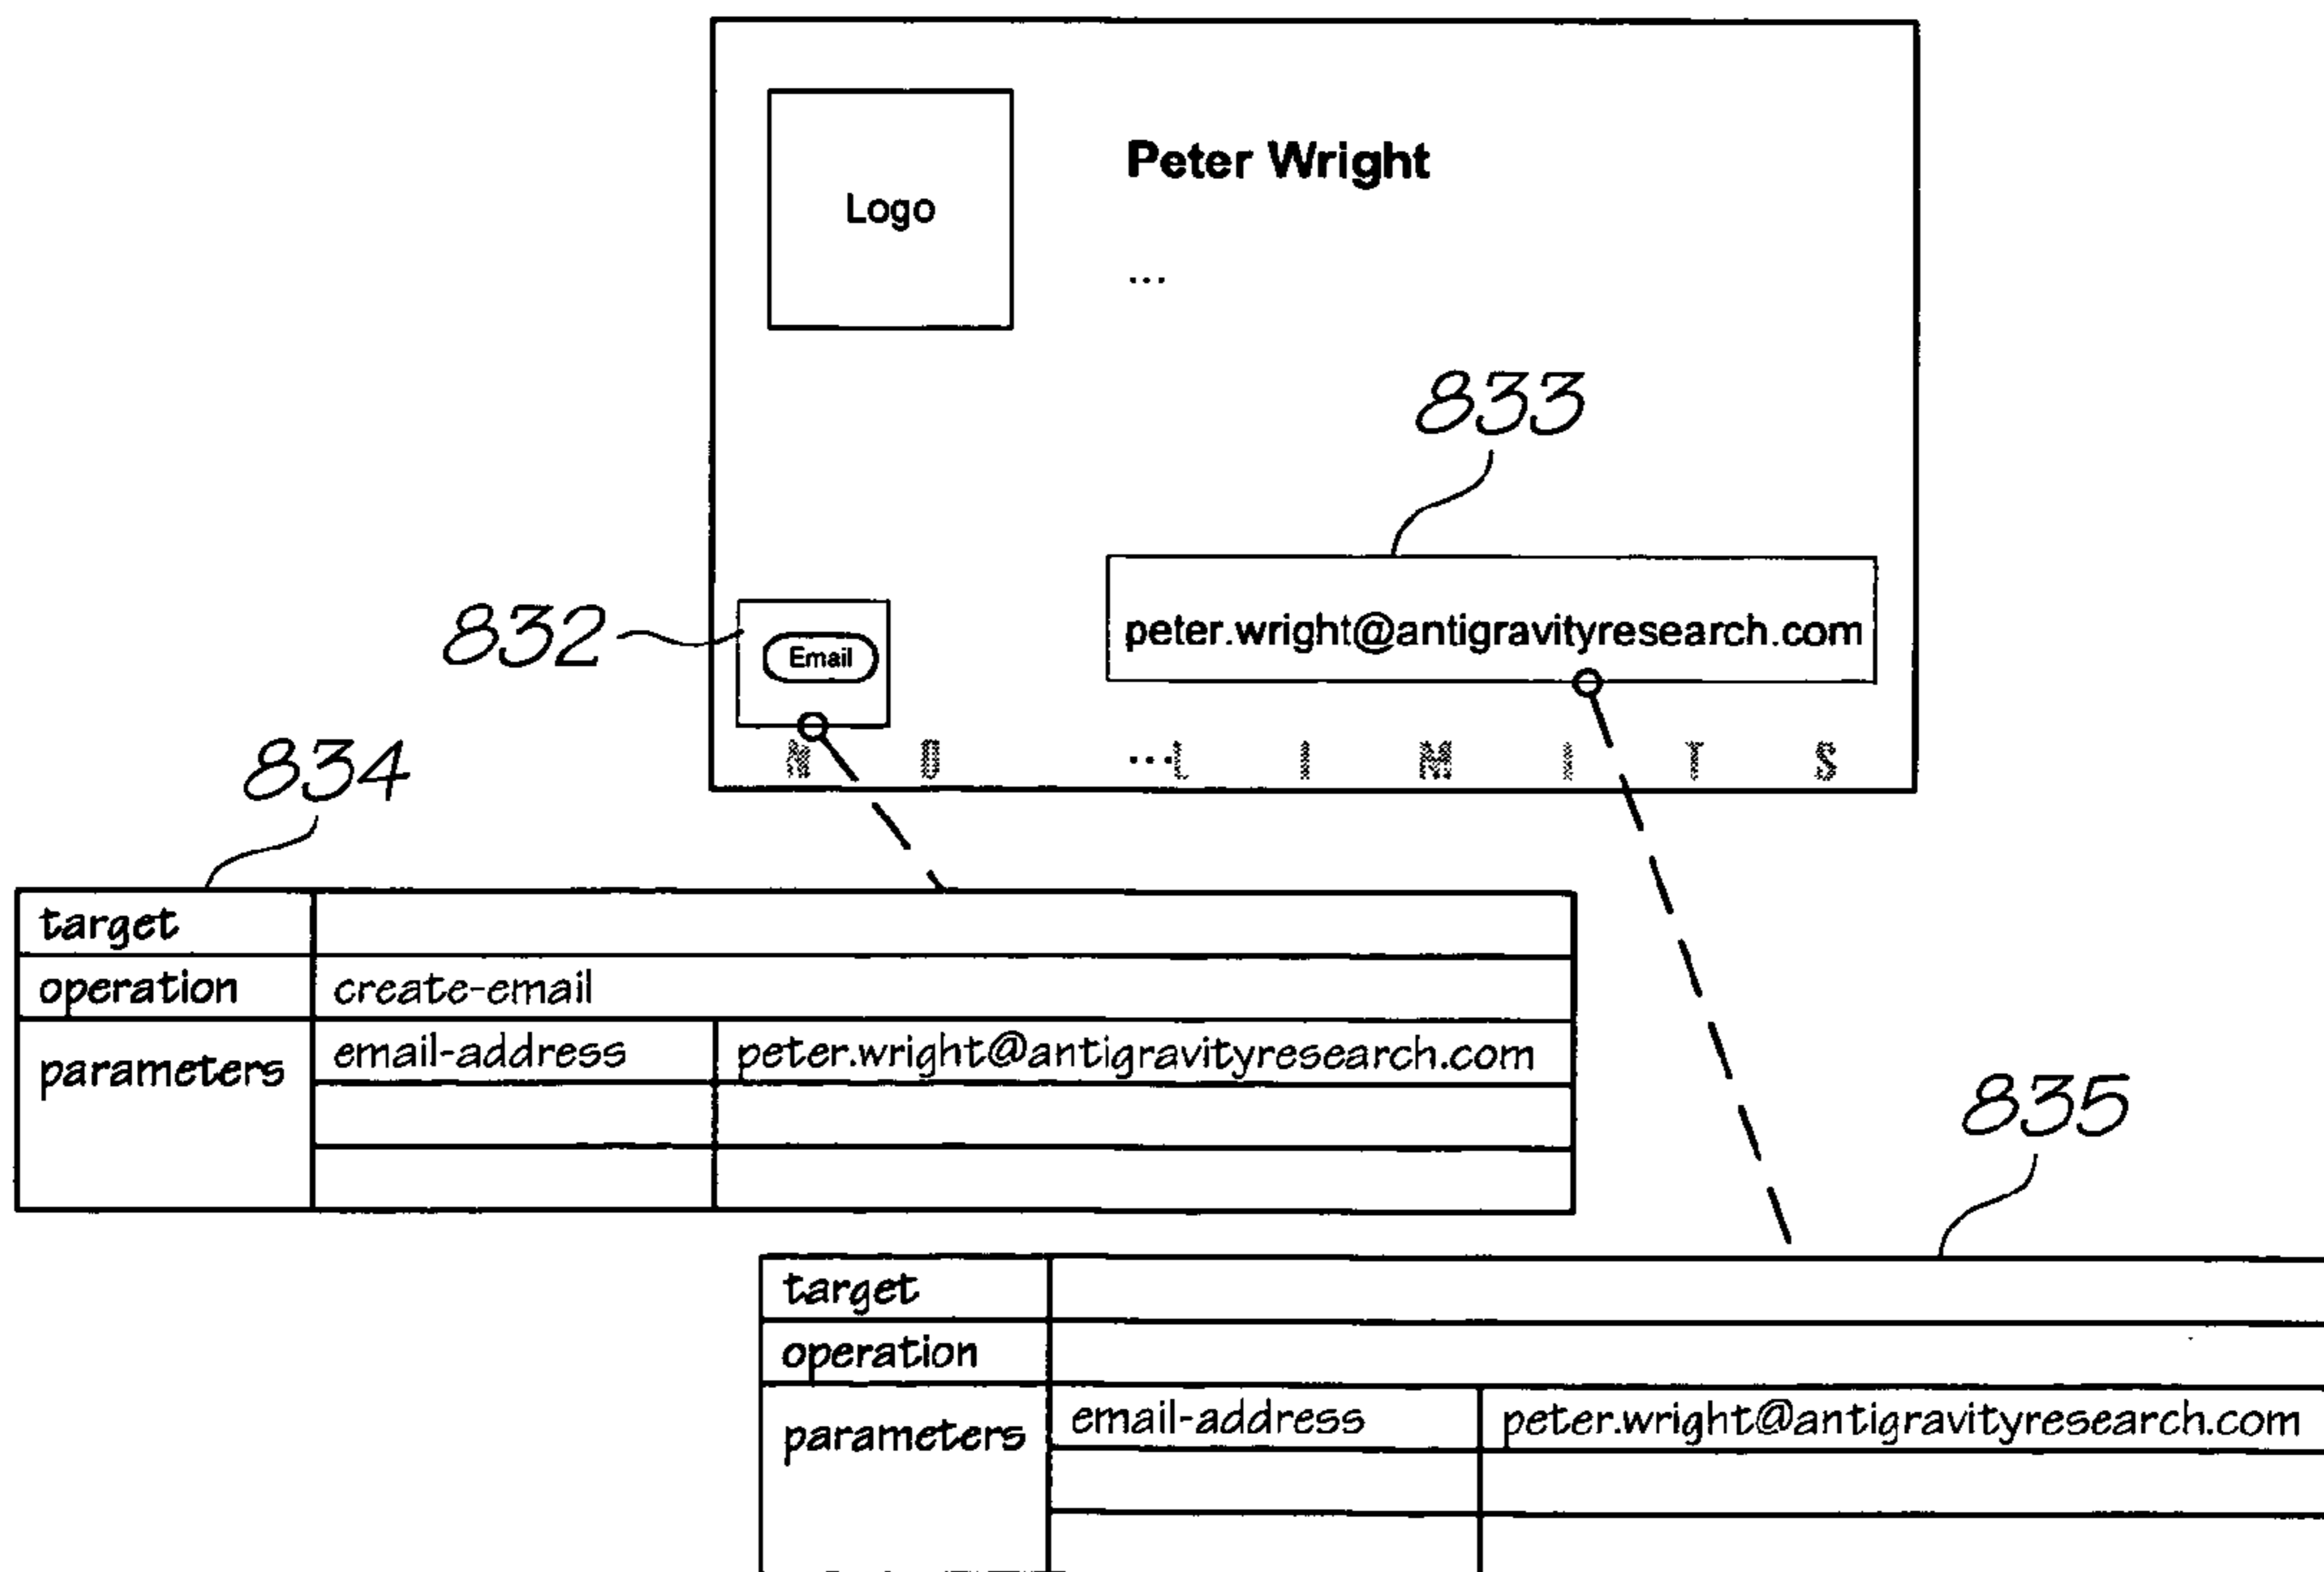 Logo
Peter Wright
...
833
peter.wright@antigravityresearch.com
832
Email
N O ... L I M I T S
834
target
operation create-email
parameters email-address peter.wright@antigravityresearch.com
835
target
operation
parameters email-address peter.wright@antigravityresearch.com